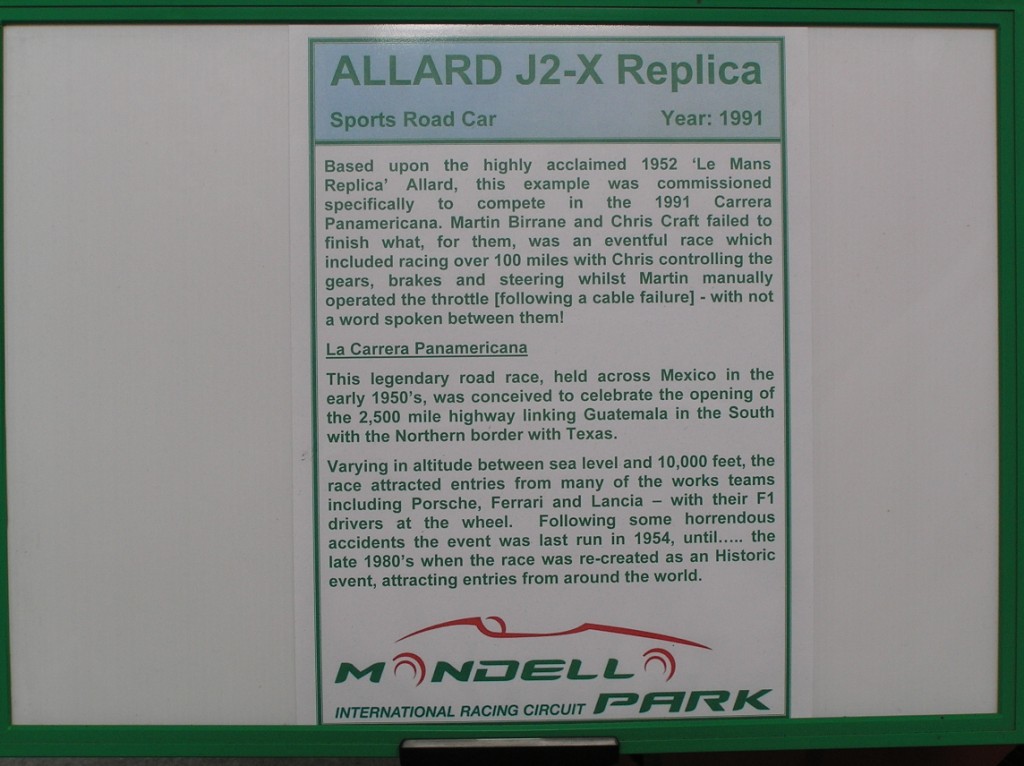 ALLARD J2-X Replica
Sports Road Car Year: 1991
Based upon the highly acclaimed 1952 ‘Le Mans
Replica’ Allard, this example was commissioned
specifically to compete in the 1991 Carrera
Panamericana. Martin Birrane and Chris Craft failed to
finish what, for them, was an eventful race which
included racing over 100 miles with Chris controlling the
gears, brakes and steering whilst Martin manually
operated the throttle [following a cable failure] - with not
a word spoken between them!
La Carrera Panamericana
This legendary road race, held across Mexico in the
early 1950’s, was conceived to celebrate the opening of
the 2,500 mile highway linking Guatemala in the South
with the Northern border with Texas.
Varying in altitude between sea level and 10,000 feet, the
race attracted entries from many of the works teams
including Porsche, Ferrari and Lancia – with their F1
drivers at the wheel. Following some horrendous
accidents the event was last run in 1954, until….. the
late 1980’s when the race was re-created as an Historic
event, attracting entries from around the world.
MONDELLO
INTERNATIONAL RACING CIRCUIT PARK